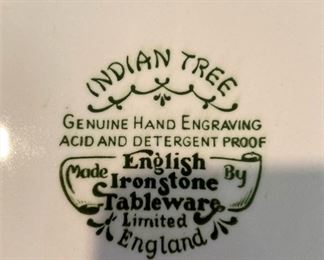 INDIAN TREE
GENUINE HAND ENGRAVING
ACID AND DETERGENT PROOF
Made English By
Ironstone
Tableware
Limited
England